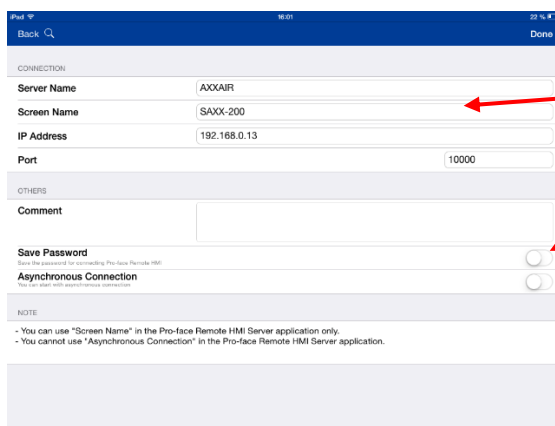 iPad 16:01 22 %
Back Done
CONNECTION
Server Name AXXAIR
Screen Name SAXX-200
IP Address 192.168.0.13
Port 10000
OTHERS
Comment
Save Password
Save the password for connecting Pro-face Remote HMI
Asynchronous Connection
You can start with asynchronous connection
NOTE
- You can use "Screen Name" in the Pro-face Remote HMI Server application only.
- You cannot use "Asynchronous Connection" in the Pro-face Remote HMI Server application.